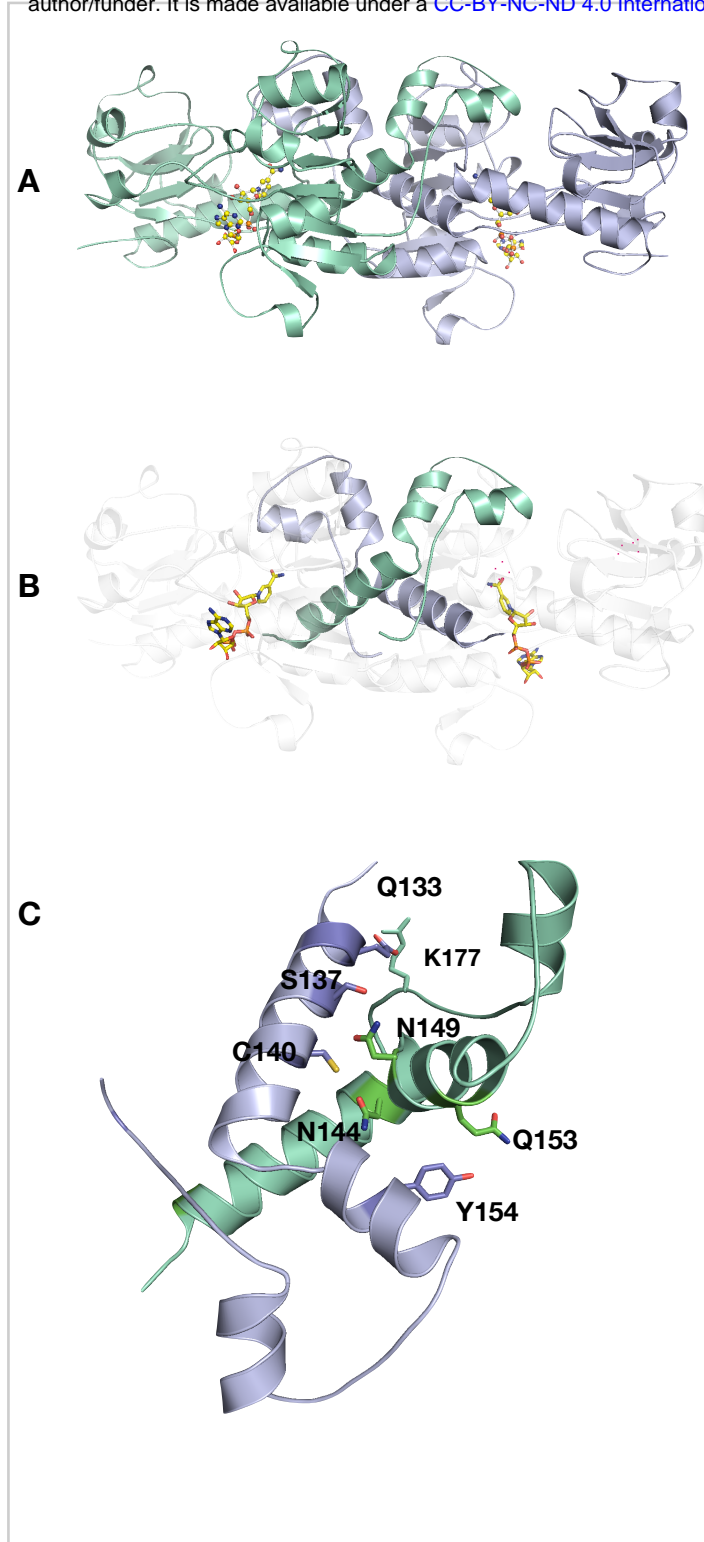 author/funder. It is made available under a CC-BY-NC-ND 4.0 Internatio
A
B
C
Q133
K177
S137
N149
C140
N144
Q153
Y154